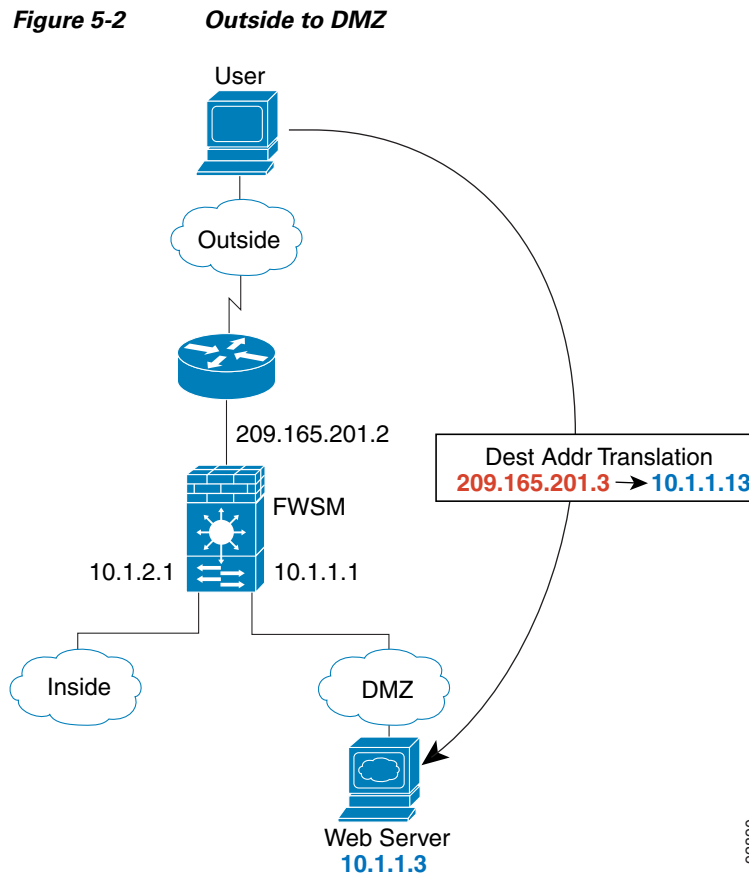 Figure 5-2 Outside to DMZ
User
Outside
209.165.201.2
Dest Addr Translation
209.165.201.3 10.1.1.13
FWSM
10.1.2.1 10.1.1.1
Inside
DMZ
Web Server
10.1.1.3